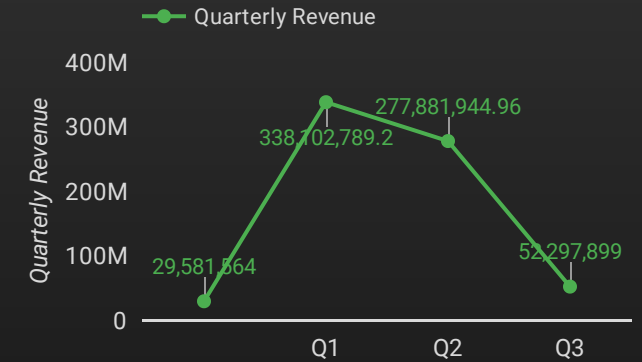 Quarterly Revenue
400M
300M
200M
100M
0
Quarterly Revenue
29,581,564
338,102,789.2
277,881,944.96
52,297,899
Q1
Q2
Q3